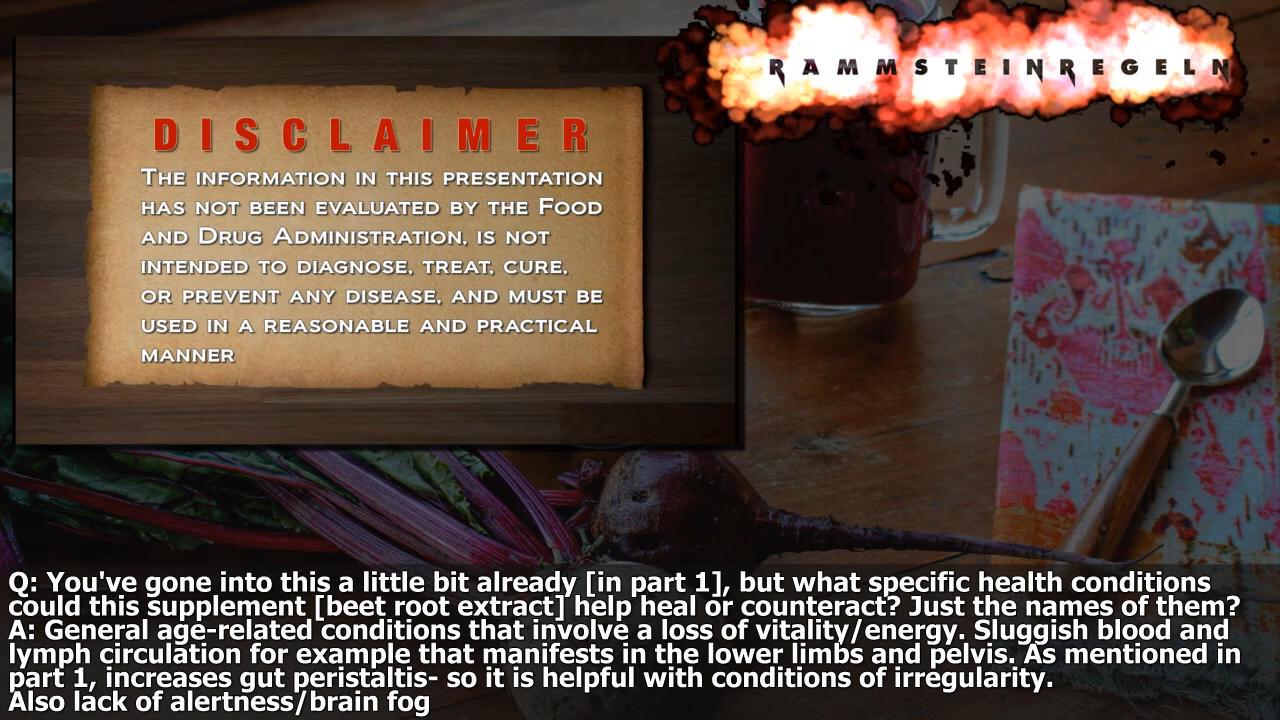 RAMMSTEINREGELN
DISCLAIMER
THE INFORMATION IN THIS PRESENTATION
HAS NOT BEEN EVALUATED BY THE FOOD
AND DRUG ADMINISTRATION, IS NOT
INTENDED TO DIAGNOSE, TREAT, CURE,
OR PREVENT ANY DISEASE, AND MUST BE
USED IN A REASONABLE AND PRACTICAL
MANNER
Q: You've gone into this a little bit already [in part 1], but what specific health conditions
could this supplement [beet root extract] help heal or counteract? Just the names of them?
A: General age-related conditions that involve a loss of vitality/energy. Sluggish blood and
lymph circulation for example that manifests in the lower limbs and pelvis. As mentioned in
part 1, increases gut peristaltis- so it is helpful with conditions of irregularity.
Also lack of alertness/brain fog